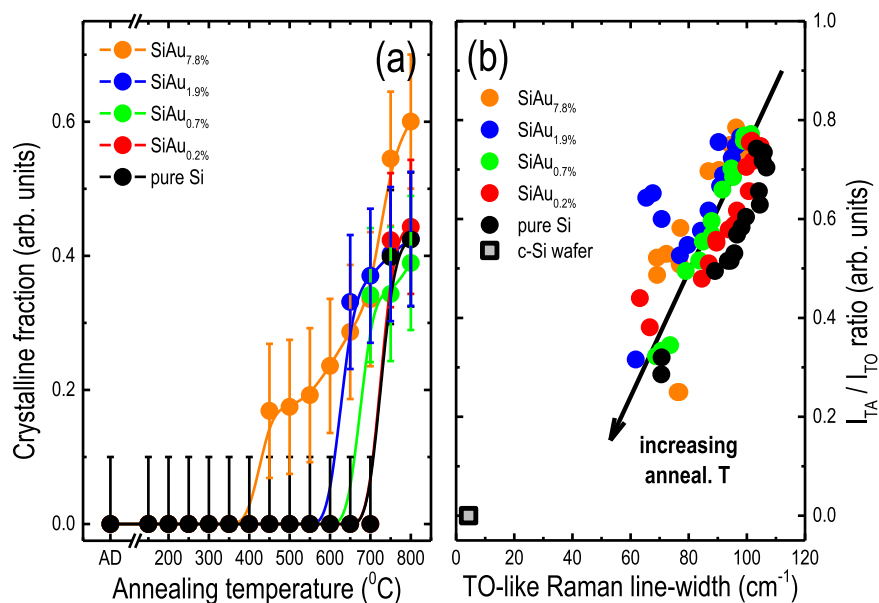 (a)
SiAu7.8%
SiAu1.9%
SiAu0.7%
SiAu0.2%
pure Si
0.6
0.4
0.2
0.0
Crystalline fraction (arb. units)
AD 200 300 400 500 600 700 800
Annealing temperature (⁰C)
(b)
SiAu7.8%
SiAu1.9%
SiAu0.7%
SiAu0.2%
pure Si
c-Si wafer
increasing
anneal. T
1.0
0.8
0.6
0.4
0.2
0.0
I_TA / I_TO ratio (arb. units)
0 20 40 60 80 100 120
TO-like Raman line-width (cm⁻¹)